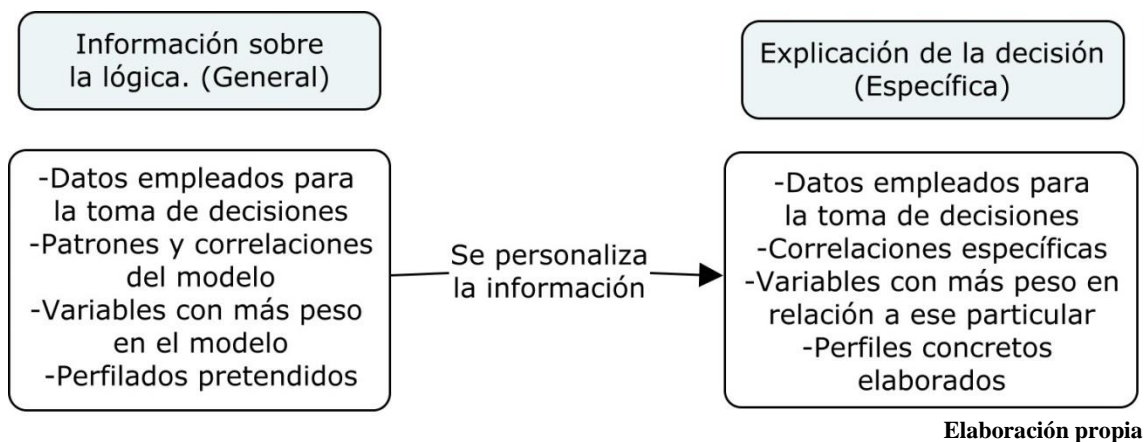 Información sobre
la lógica. (General)
Explicación de la decisión
(Específica)
-Datos empleados para
la toma de decisiones
-Patrones y correlaciones
del modelo
-Variables con más peso
en el modelo
-Perfilados pretendidos
Se personaliza
la información
-Datos empleados para
la toma de decisiones
-Correlaciones específicas
-Variables con más peso en
relación a ese particular
-Perfiles concretos
elaborados
Elaboración propia